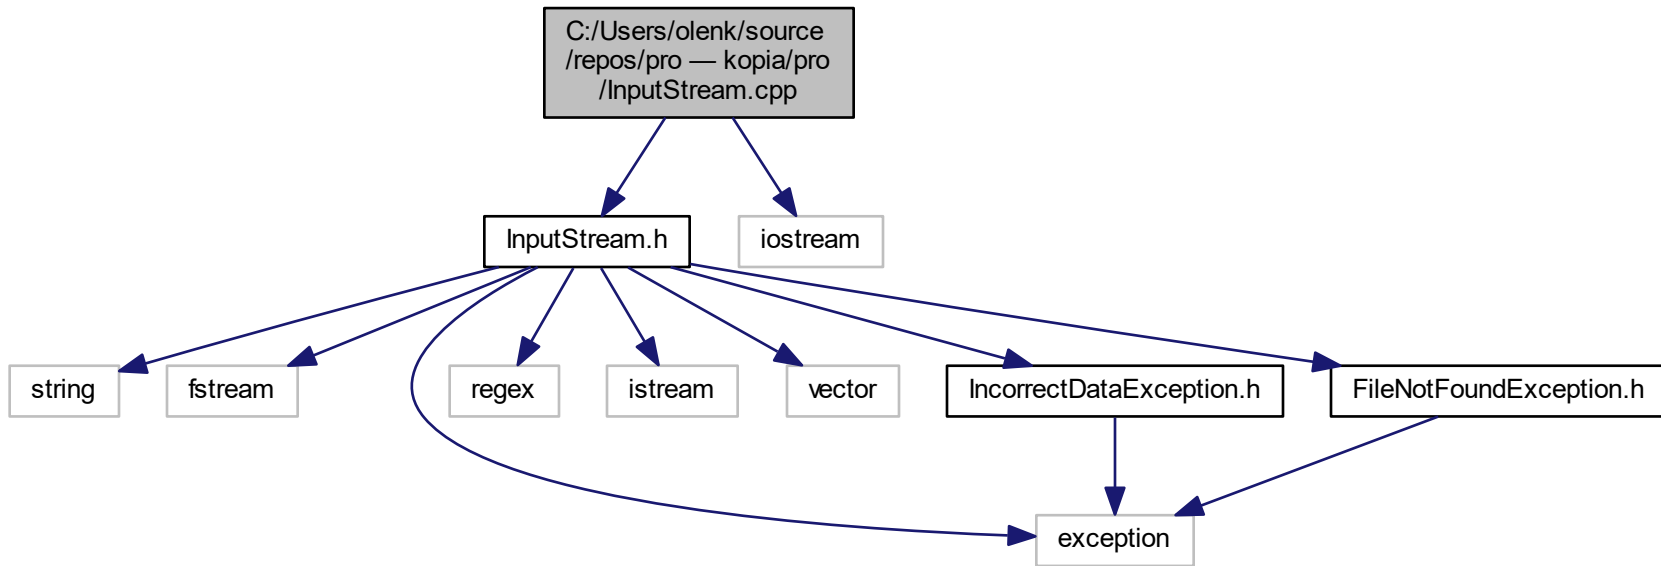 C:/Users/olenk/source
/repos/pro — kopia/pro
/InputStream.cpp
InputStream.h
iostream
string
fstream
regex
istream
vector
IncorrectDataException.h
FileNotFoundException.h
exception